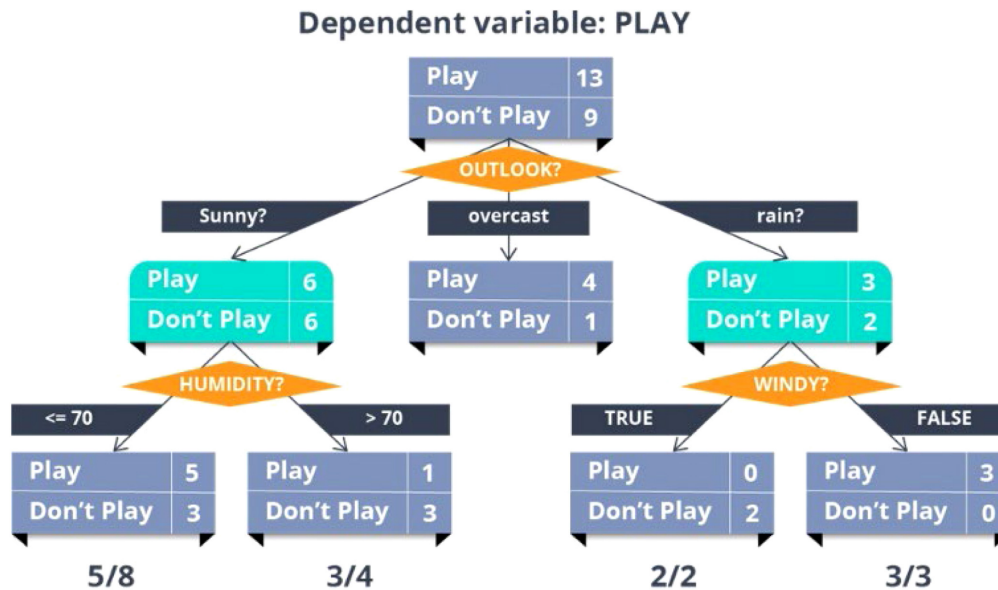 Dependent variable: PLAY
Play 13
Don't Play 9
OUTLOOK?
Sunny?
overcast
rain?
Play 6
Don't Play 6
Play 4
Don't Play 1
Play 3
Don't Play 2
HUMIDITY?
WINDY?
<= 70
> 70
TRUE
FALSE
Play 5
Don't Play 3
Play 1
Don't Play 3
Play 0
Don't Play 2
Play 3
Don't Play 0
5/8
3/4
2/2
3/3